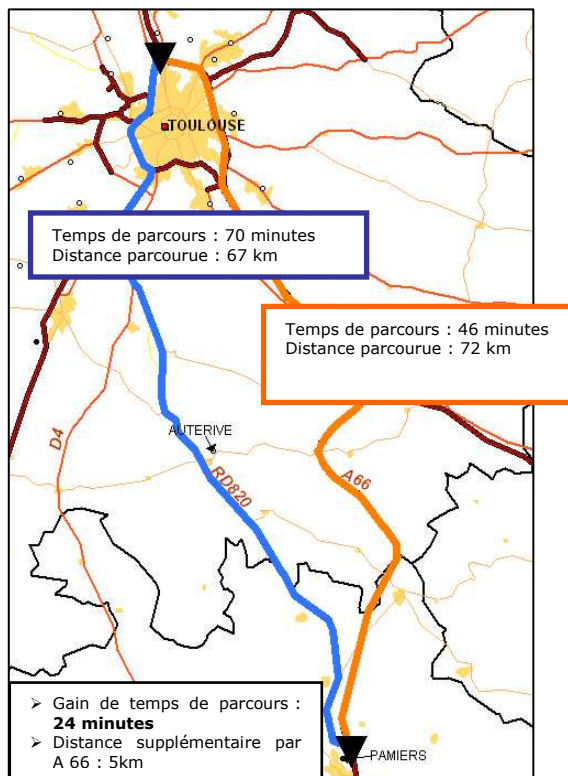 TOULOUSE
Temps de parcours : 70 minutes
Distance parcourue : 67 km
Temps de parcours : 46 minutes
Distance parcourue : 72 km
AUTERIVE
D4
RD820
A66
➢ Gain de temps de parcours :
24 minutes
➢ Distance supplémentaire par
A 66 : 5km
PAMIERS